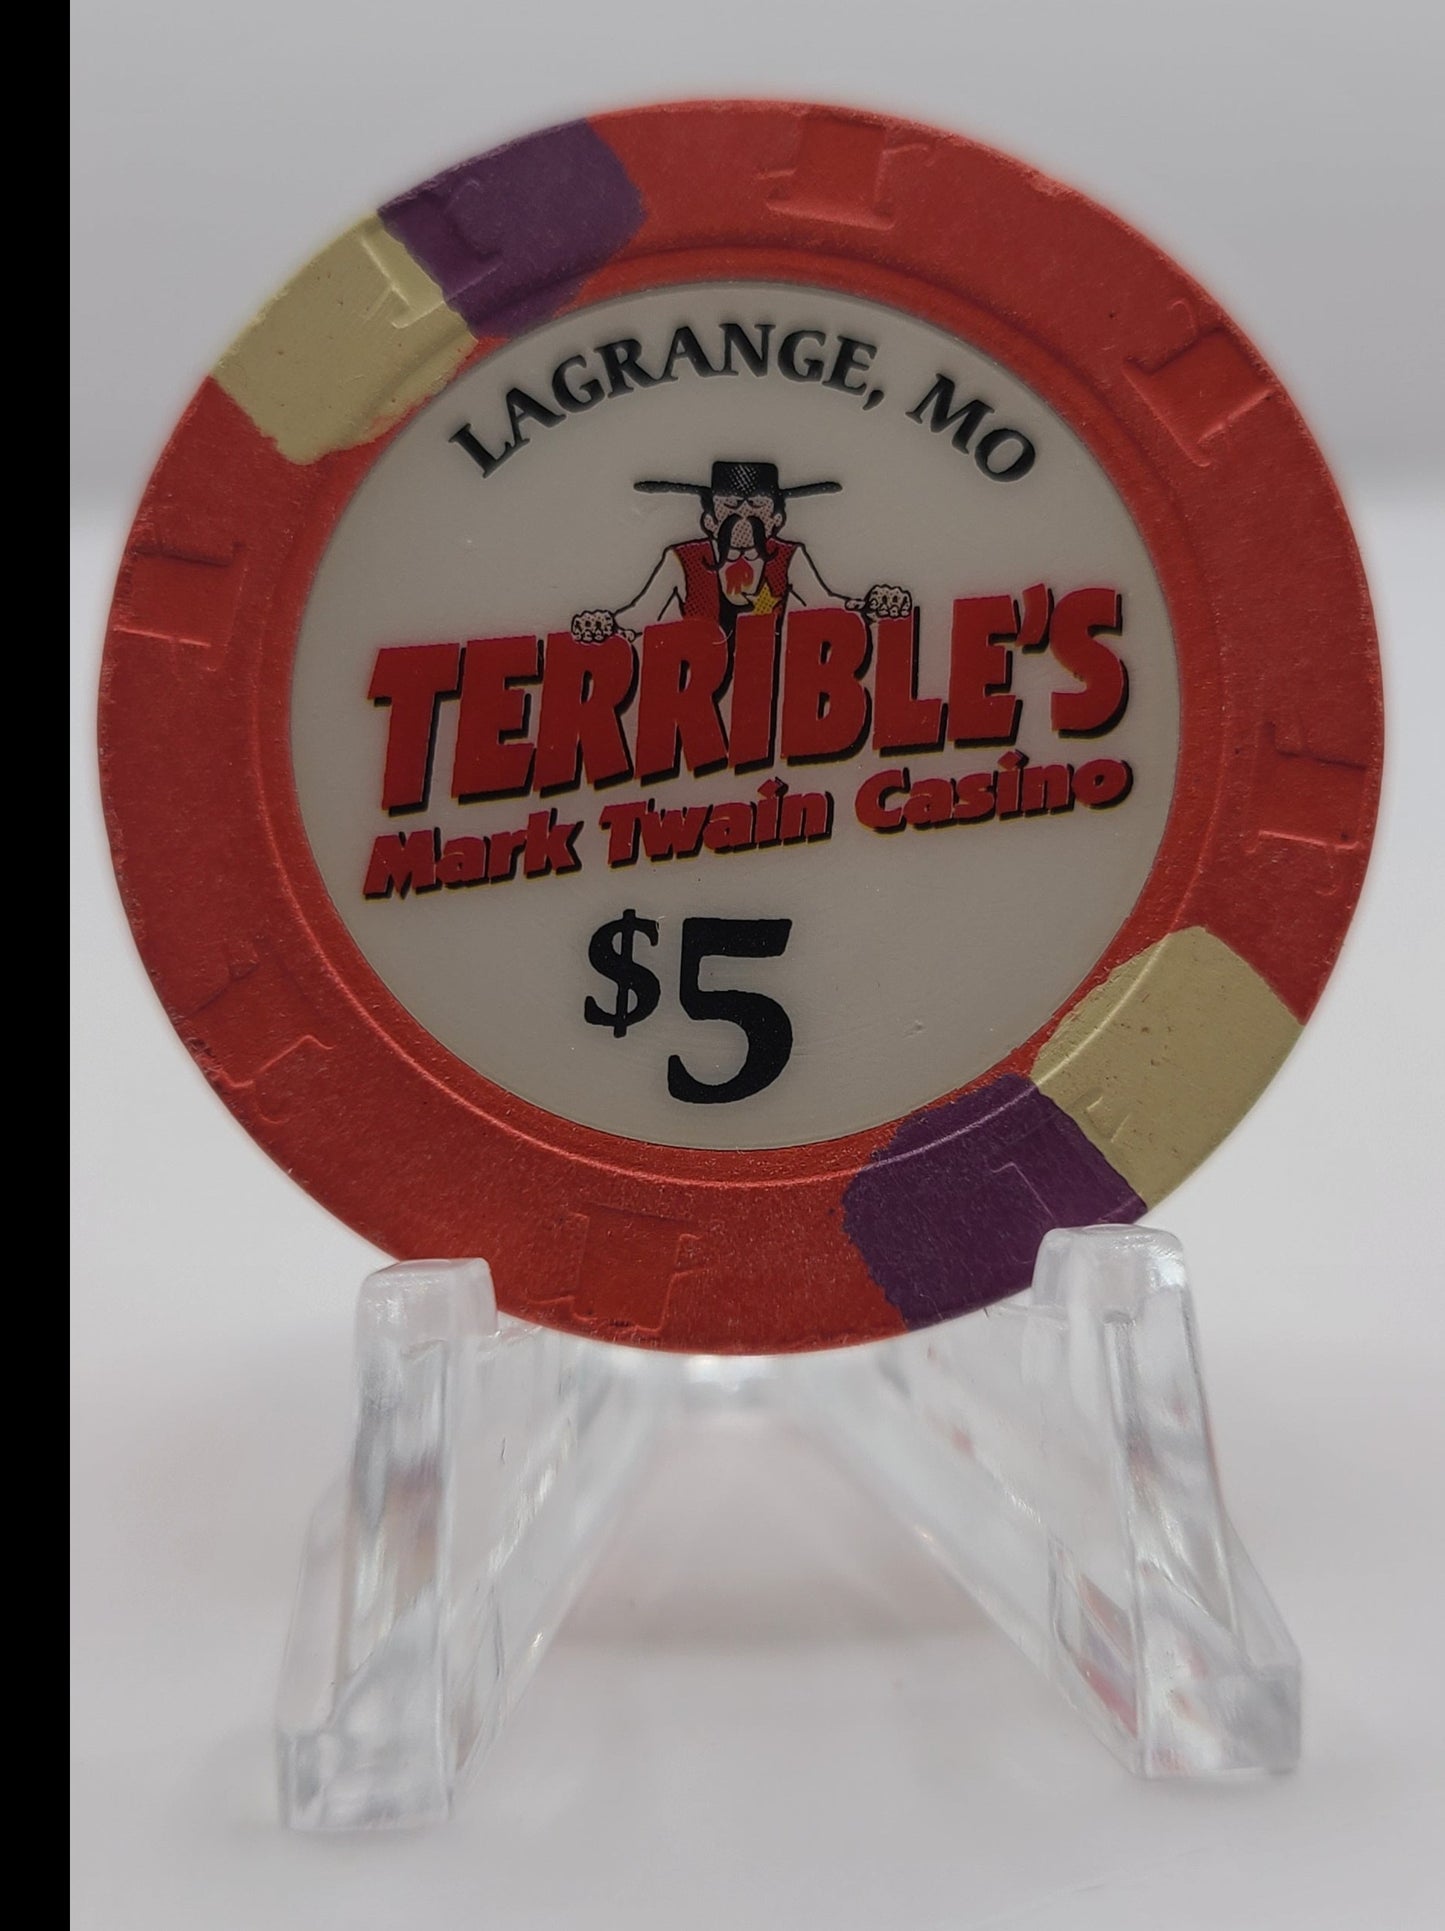 LAGRANGE, MO
TERRIBLE'S
Mark Twain Casino
$5